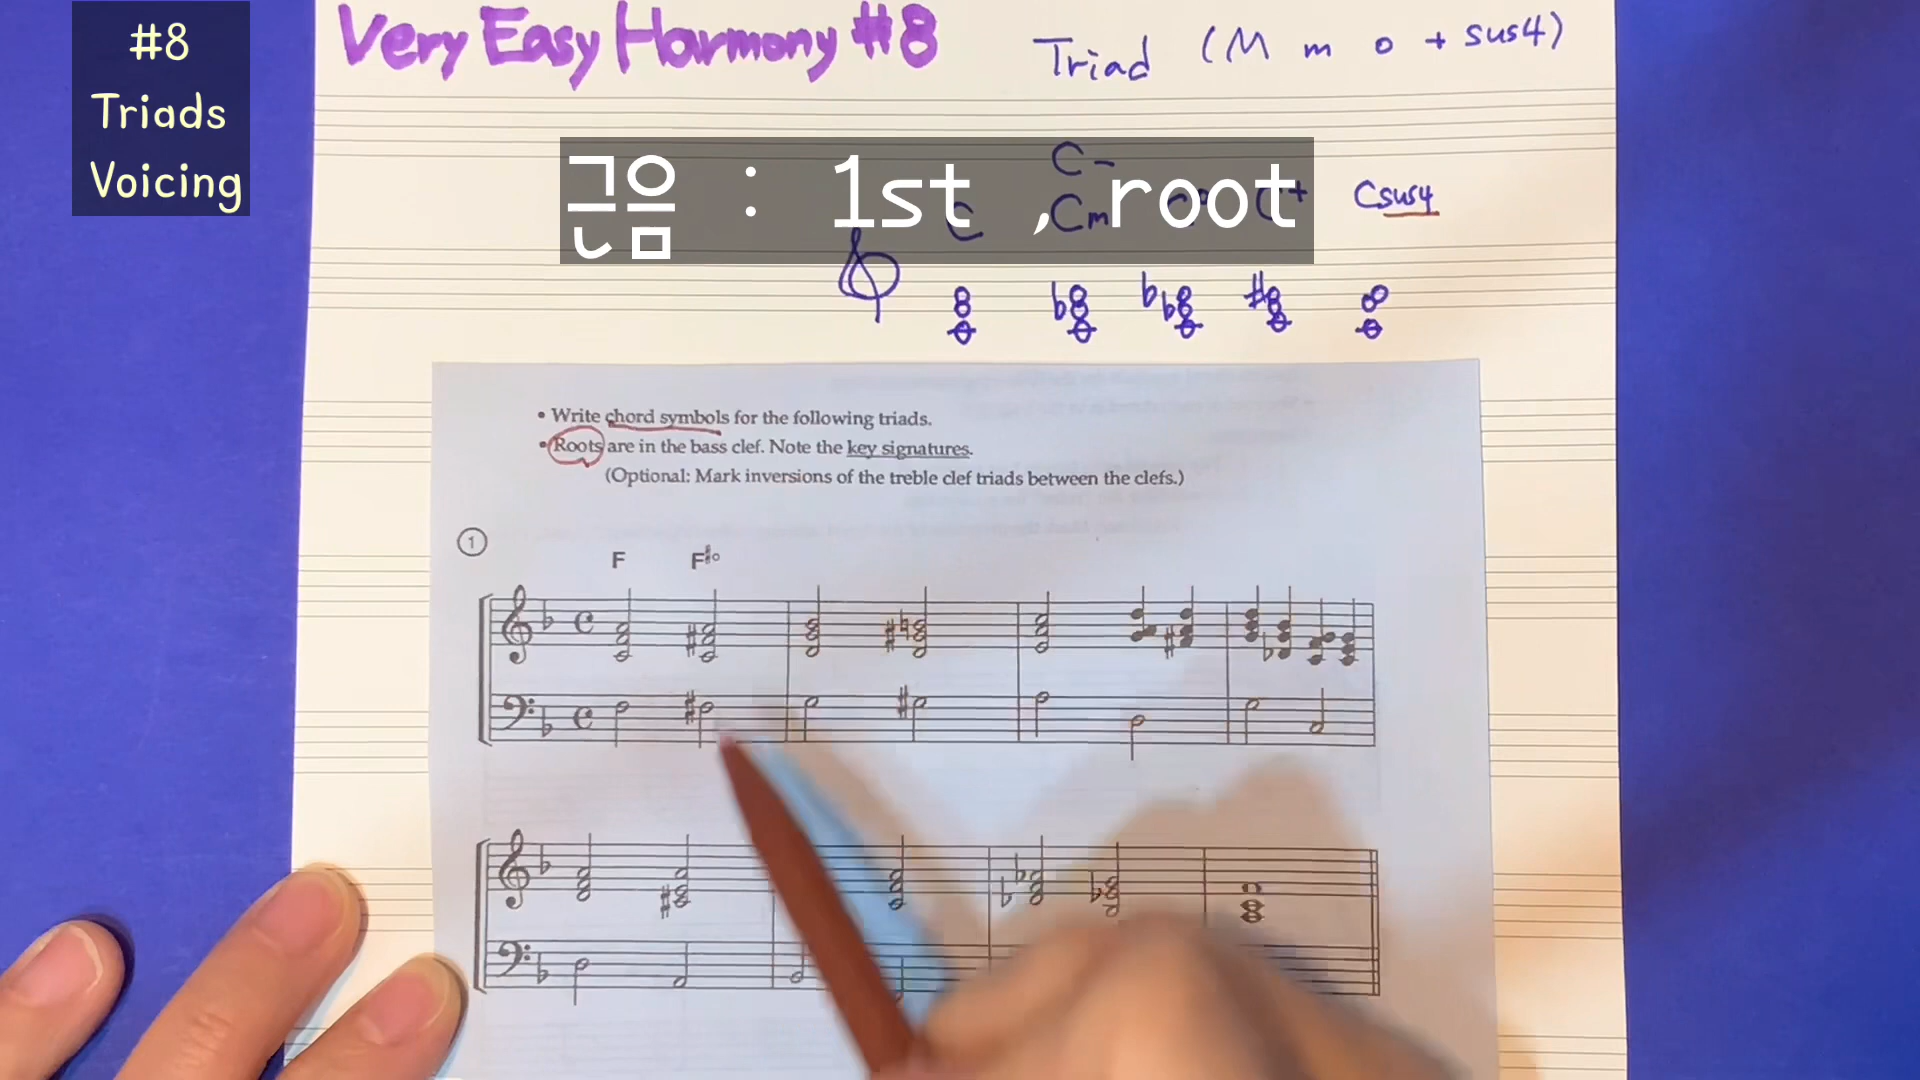 #8
Triads
Voicing
Very Easy Harmony #8
Triad (M m o + sus4)
근음 : 1st , root
C-
C Cm C+ Csus4
• Write chord symbols for the following triads.
• Roots are in the bass clef. Note the key signatures.
(Optional: Mark inversions of the treble clef triads between the clefs.)
1
F F#o